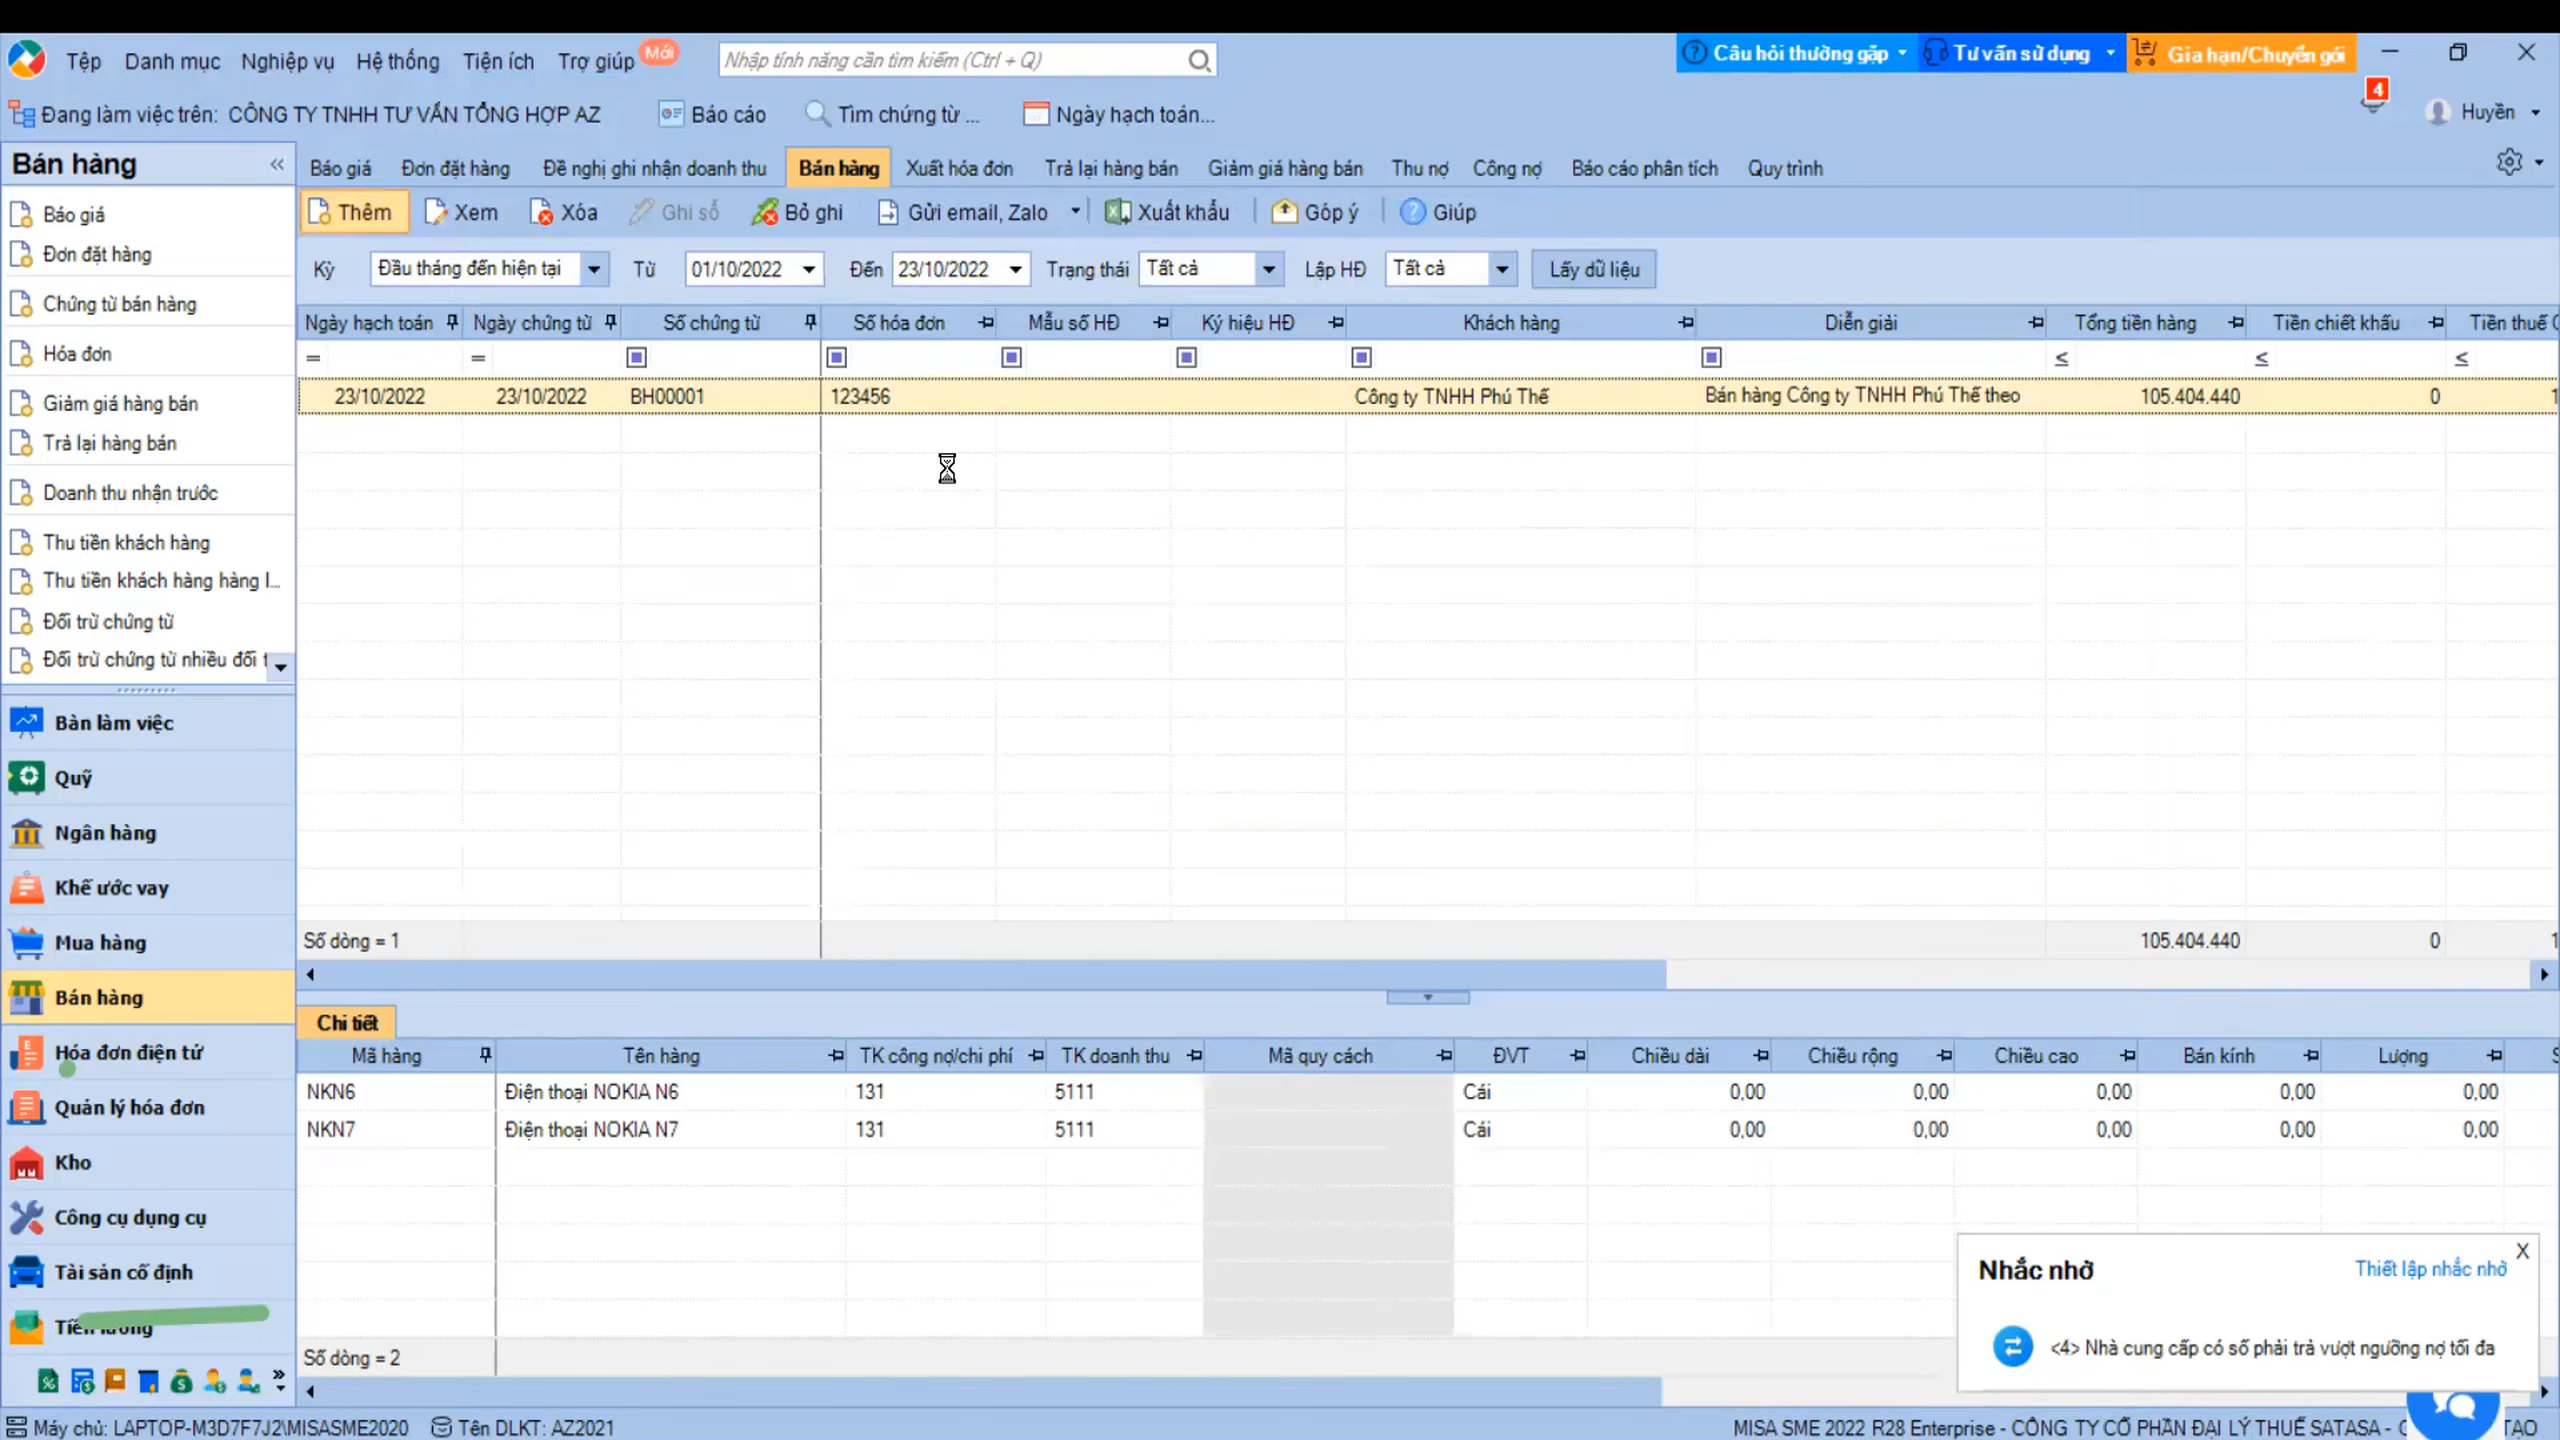 Tệp Danh mục Nghiệp vụ Hệ thống Tiện ích Trợ giúp Mới Nhập tính năng cần tìm kiếm (Ctrl + Q) Câu hỏi thường gặp Tư vấn sử dụng Gia hạn/Chuyển gói
4
Đang làm việc trên: CÔNG TY TNHH TƯ VẤN TỔNG HỢP AZ Báo cáo Tìm chứng từ ... Ngày hạch toán... Huyền
Bán hàng Báo giá Đơn đặt hàng Đề nghị ghi nhận doanh thu Bán hàng Xuất hóa đơn Trả lại hàng bán Giảm giá hàng bán Thu nợ Công nợ Báo cáo phân tích Quy trình
Thêm Xem Xóa Ghi sổ Bỏ ghi Gửi email, Zalo Xuất khẩu Góp ý Giúp
Kỳ Đầu tháng đến hiện tại Từ 01/10/2022 Đến 23/10/2022 Trạng thái Tất cả Lập HĐ Tất cả Lấy dữ liệu
Ngày hạch toán Ngày chứng từ Số chứng từ Số hóa đơn Mẫu số HĐ Ký hiệu HĐ Khách hàng Diễn giải Tổng tiền hàng Tiền chiết khấu Tiền thuế
= = ≤ ≤ ≤
23/10/2022 23/10/2022 BH00001 123456 Công ty TNHH Phú Thế Bán hàng Công ty TNHH Phú Thế theo 105.404.440 0
Số dòng = 1 105.404.440 0
Báo giá
Đơn đặt hàng
Chứng từ bán hàng
Hóa đơn
Giảm giá hàng bán
Trả lại hàng bán
Doanh thu nhận trước
Thu tiền khách hàng
Thu tiền khách hàng hàng l...
Đối trừ chứng từ
Đối trừ chứng từ nhiều đối t
Bàn làm việc
Quỹ
Ngân hàng
Khế ước vay
Mua hàng
Bán hàng
Hóa đơn điện tử
Quản lý hóa đơn
Kho
Công cụ dụng cụ
Tài sản cố định
Chi tiết
Mã hàng Tên hàng TK công nợ/chi phí TK doanh thu Mã quy cách ĐVT Chiều dài Chiều rộng Chiều cao Bán kính Lượng
NKN6 Điện thoại NOKIA N6 131 5111 Cái 0,00 0,00 0,00 0,00 0,00
NKN7 Điện thoại NOKIA N7 131 5111 Cái 0,00 0,00 0,00 0,00 0,00
Số dòng = 2
Nhắc nhở Thiết lập nhắc nhở X
<4> Nhà cung cấp có số phải trả vượt ngưỡng nợ tối đa
Máy chủ: LAPTOP-M3D7F7J2\MISASME2020 Tên DLKT: AZ2021 MISA SME 2022 R28 Enterprise - CÔNG TY CỔ PHẦN ĐẠI LÝ THUẾ SATASA -